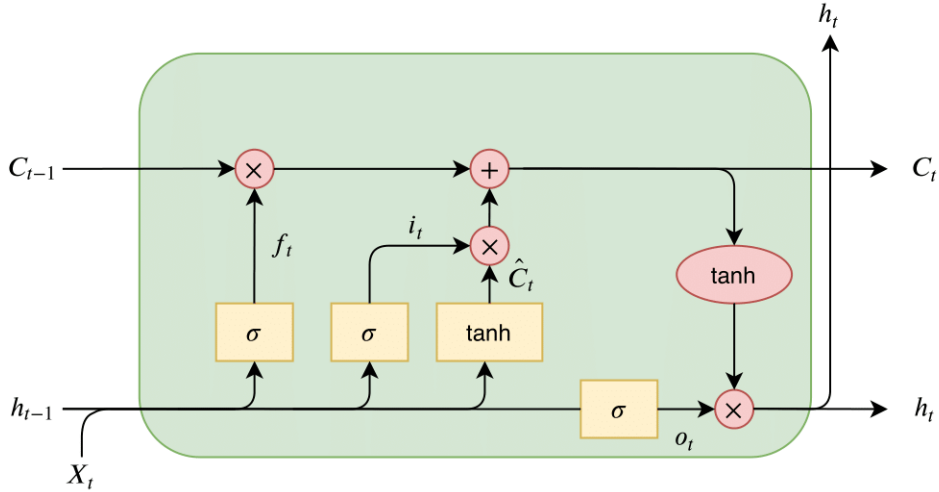 h_t
C_{t-1}
×
+
C_t
f_t
i_t
×
Ĉ_t
tanh
σ
σ
tanh
h_{t-1}
σ
×
h_t
o_t
X_t